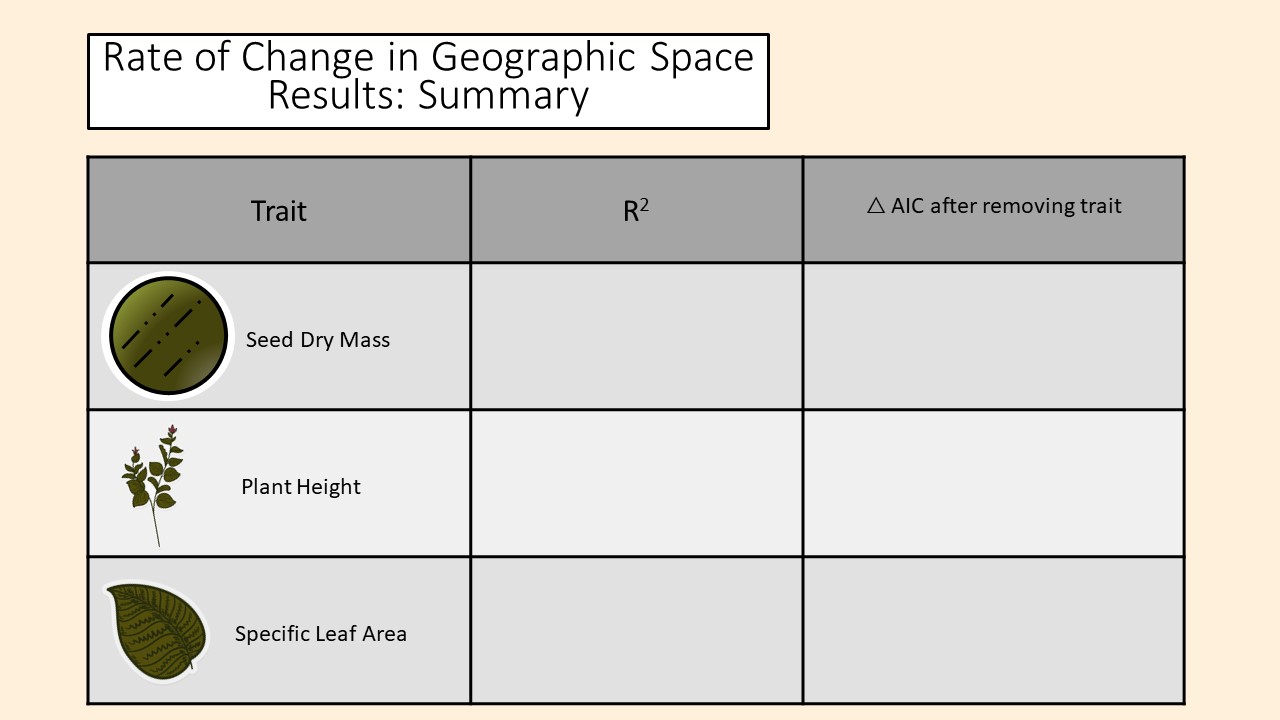 Rate of Change in Geographic Space
Results: Summary
Trait
R²
△ AIC after removing trait
Seed Dry Mass
Plant Height
Specific Leaf Area